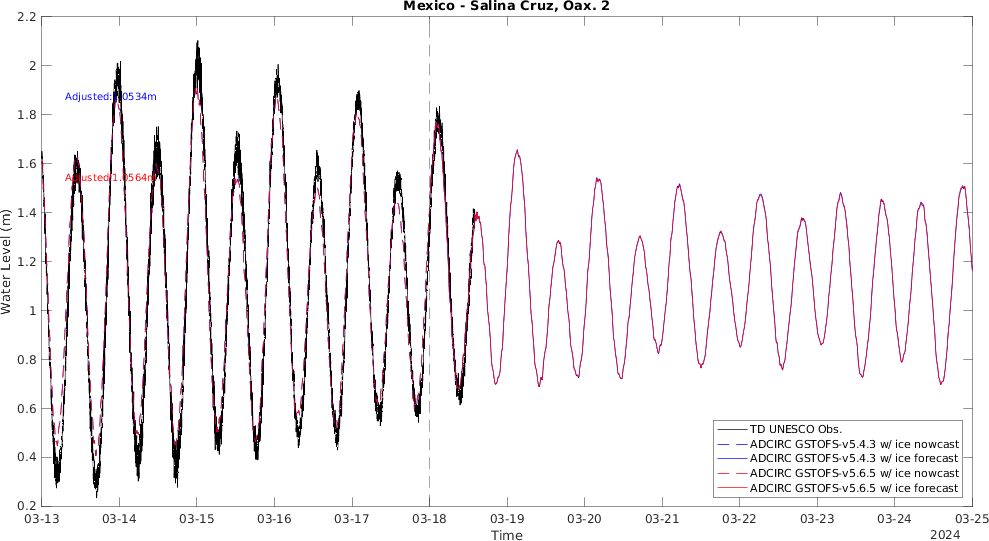 Mexico - Salina Cruz, Oax. 2
2.2
2
1.8
1.6
1.4
1.2
1
0.8
0.6
0.4
0.2
Water Level (m)
Adjusted:1.0534m
Adjusted:1.0564m
TD UNESCO Obs.
ADCIRC GSTOFS-v5.4.3 w/ ice nowcast
ADCIRC GSTOFS-v5.4.3 w/ ice forecast
ADCIRC GSTOFS-v5.6.5 w/ ice nowcast
ADCIRC GSTOFS-v5.6.5 w/ ice forecast
03-13 03-14 03-15 03-16 03-17 03-18 03-19 03-20 03-21 03-22 03-23 03-24 03-25
Time
2024